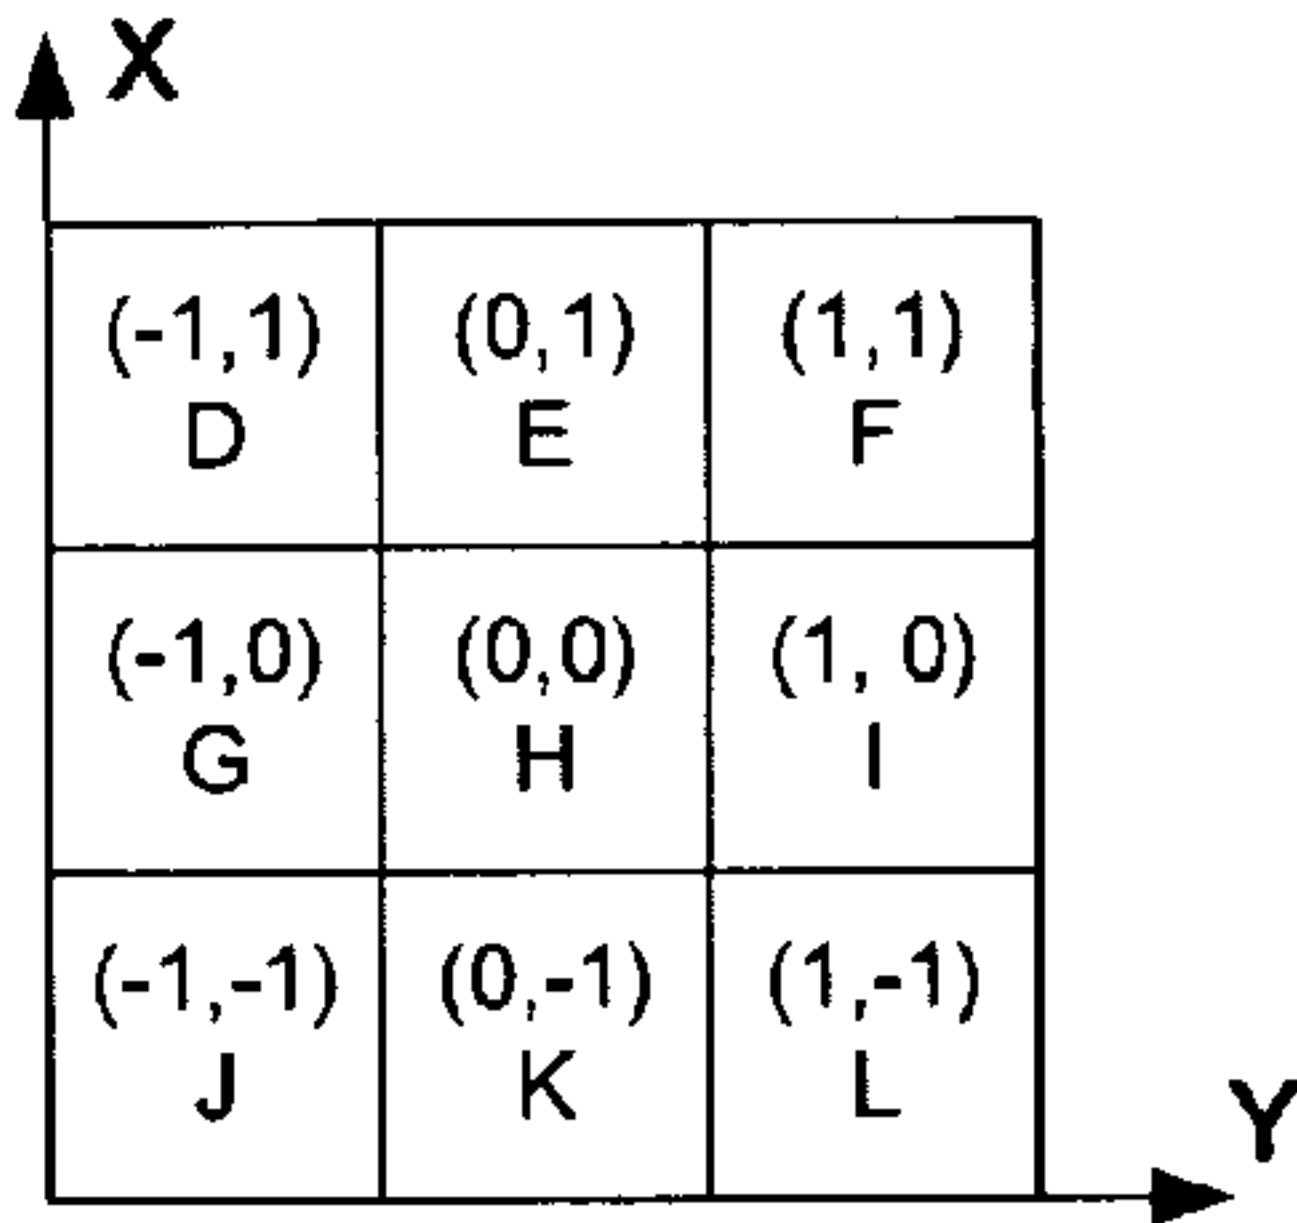 X
(-1,1) (0,1) (1,1)
D E F
(-1,0) (0,0) (1, 0)
G H I
(-1,-1) (0,-1) (1,-1)
J K L
Y